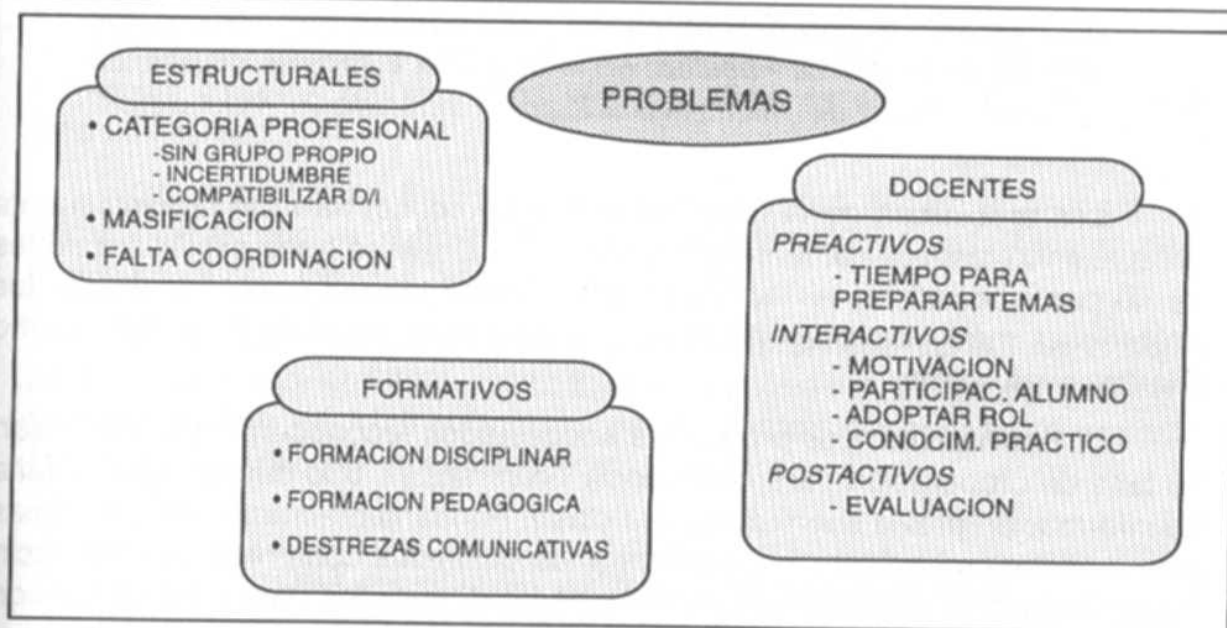 PROBLEMAS
ESTRUCTURALES
• CATEGORIA PROFESIONAL
-SIN GRUPO PROPIO
- INCERTIDUMBRE
- COMPATIBILIZAR D/I
• MASIFICACION
• FALTA COORDINACION
DOCENTES
PREACTIVOS
- TIEMPO PARA
PREPARAR TEMAS
INTERACTIVOS
- MOTIVACION
- PARTICIPAC. ALUMNO
- ADOPTAR ROL
- CONOCIM. PRACTICO
POSTACTIVOS
- EVALUACION
FORMATIVOS
• FORMACION DISCIPLINAR
• FORMACION PEDAGOGICA
• DESTREZAS COMUNICATIVAS